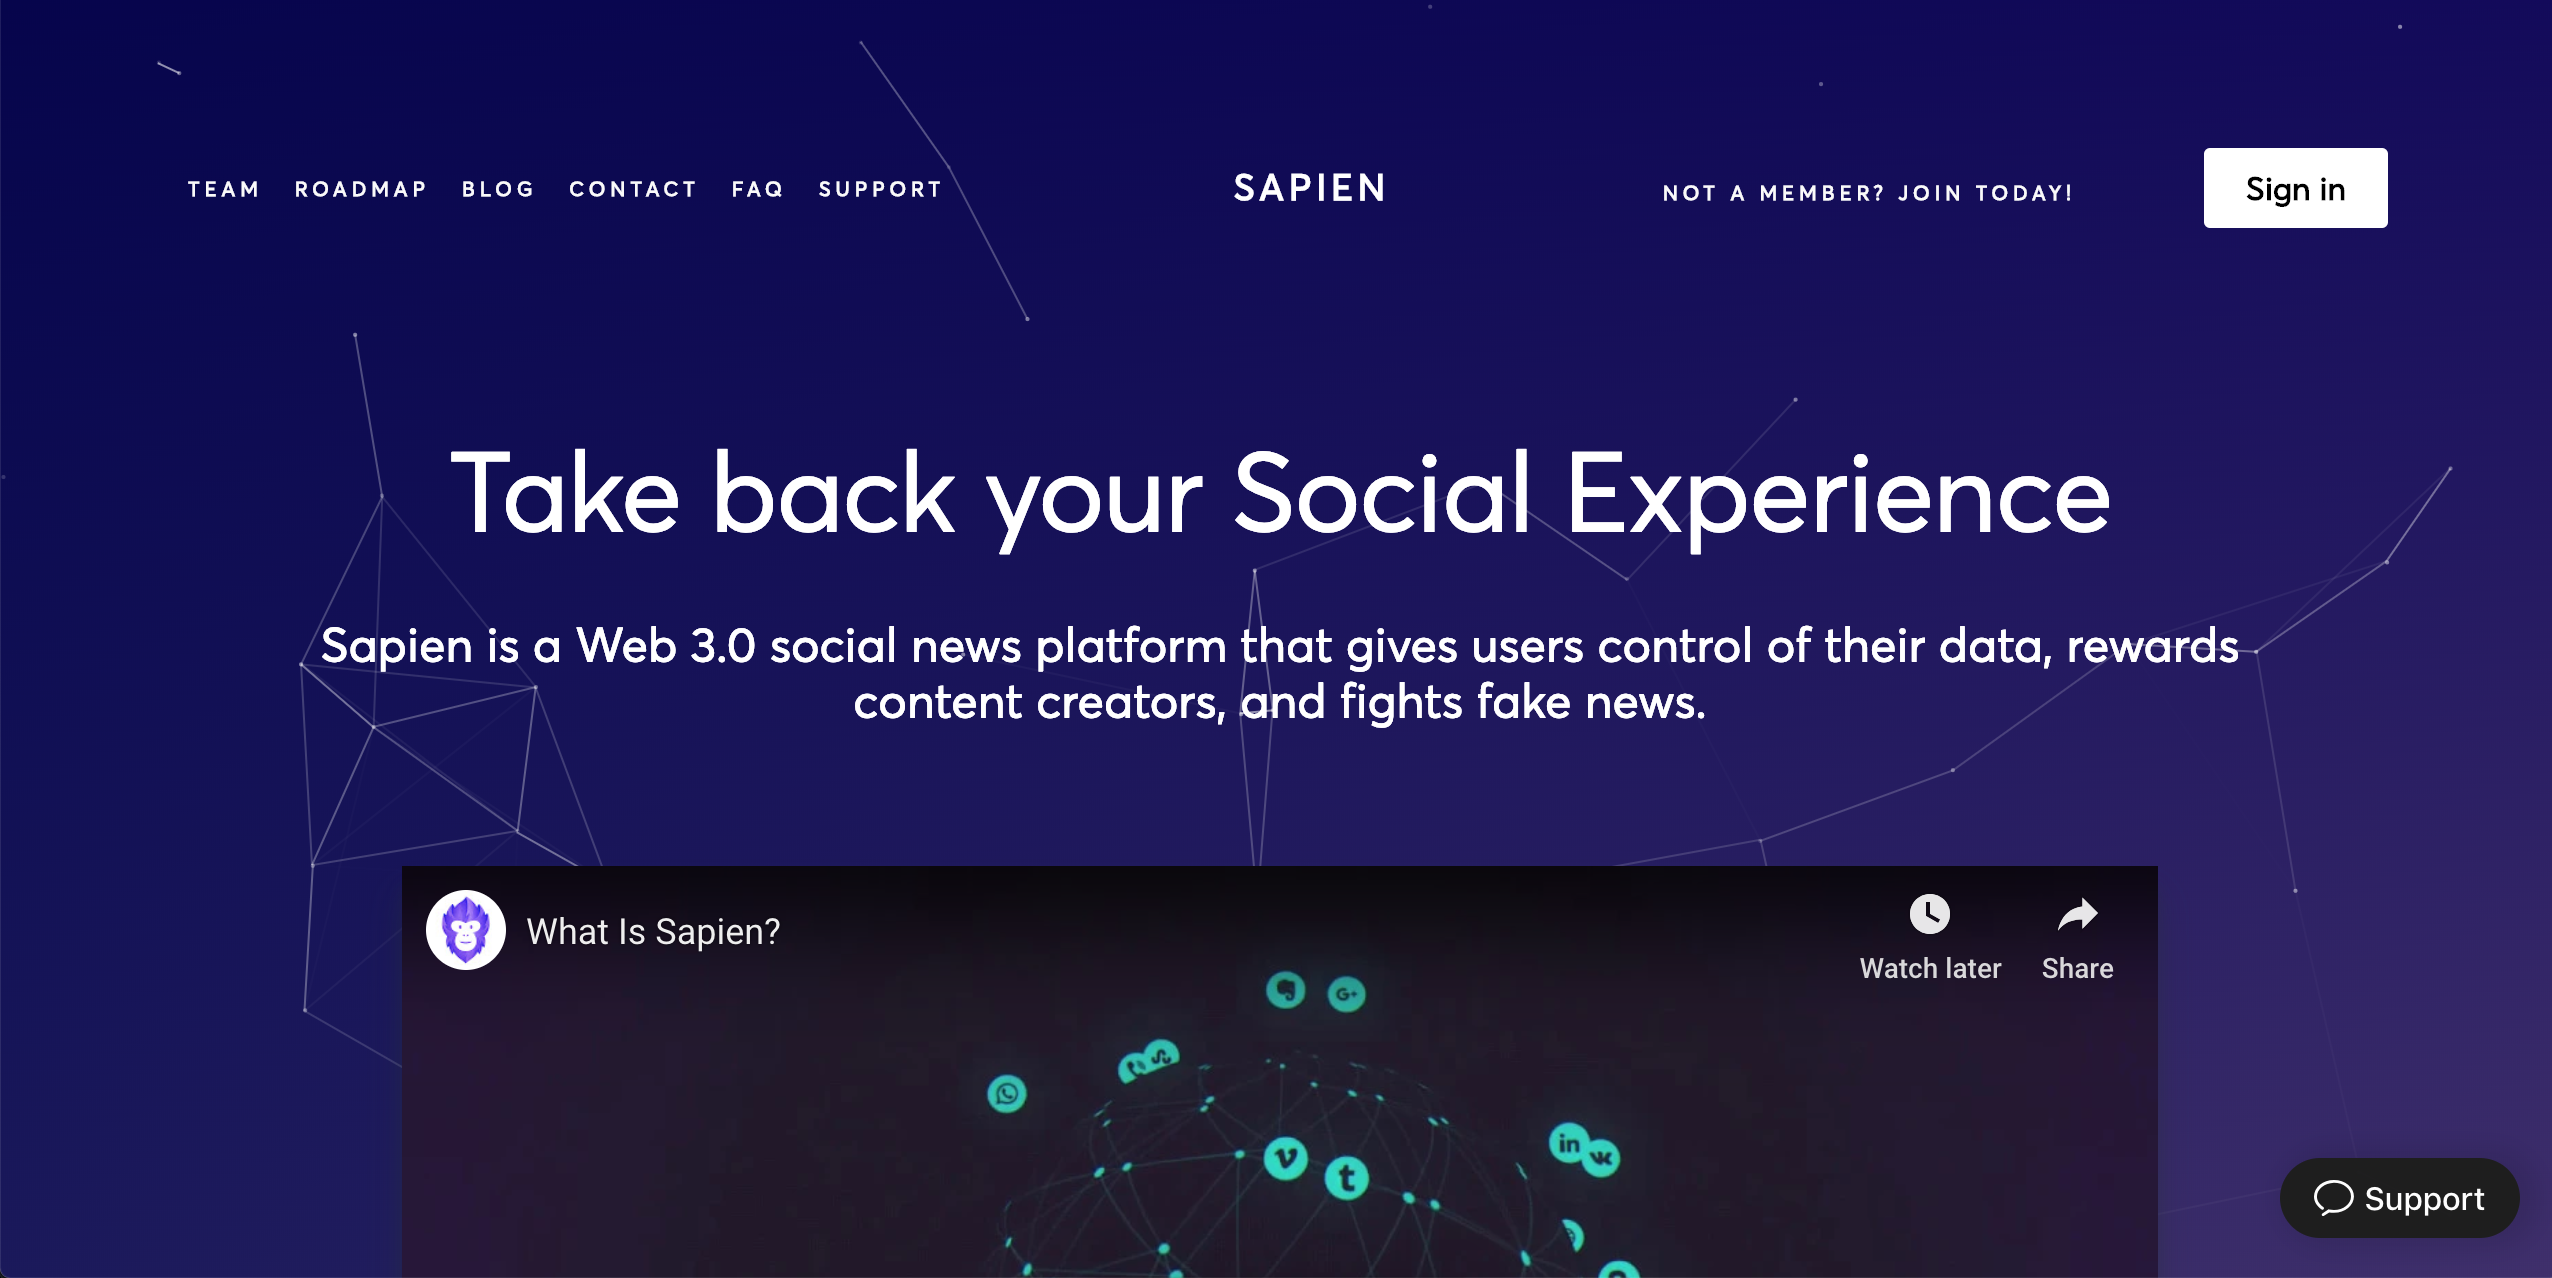 TEAM ROADMAP BLOG CONTACT FAQ SUPPORT
SAPIEN
NOT A MEMBER? JOIN TODAY!
Sign in
Take back your Social Experience
Sapien is a Web 3.0 social news platform that gives users control of their data, rewards
content creators, and fights fake news.
What Is Sapien?
Watch later
Share
G+
in
t
Support